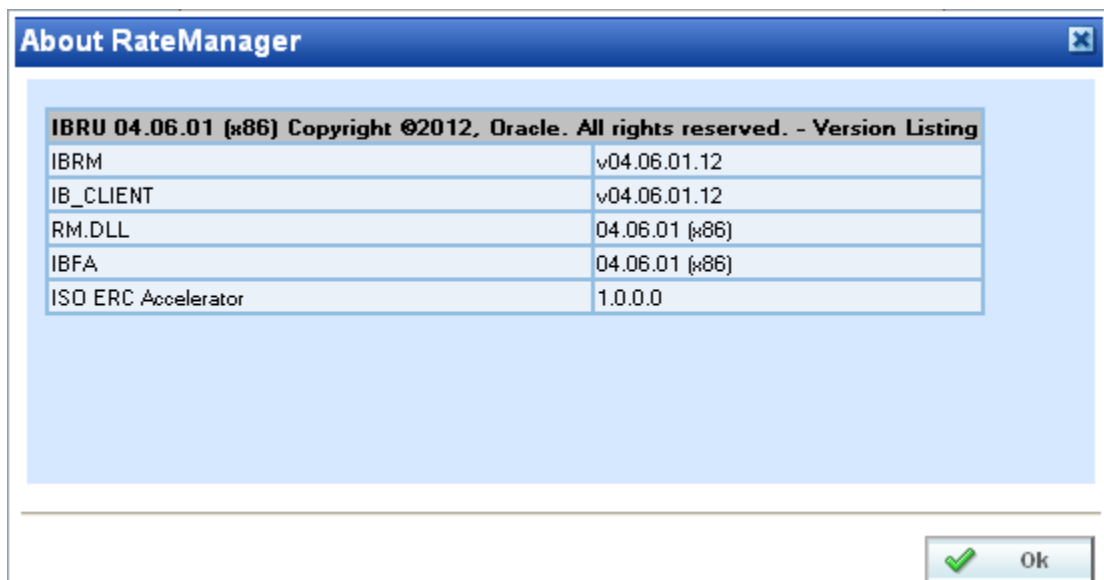 About RateManager
IBRU 04.06.01 (x86) Copyright ©2012, Oracle. All rights reserved. - Version Listing
IBRM v04.06.01.12
IB_CLIENT v04.06.01.12
RM.DLL 04.06.01 (x86)
IBFA 04.06.01 (x86)
ISO ERC Accelerator 1.0.0.0
Ok